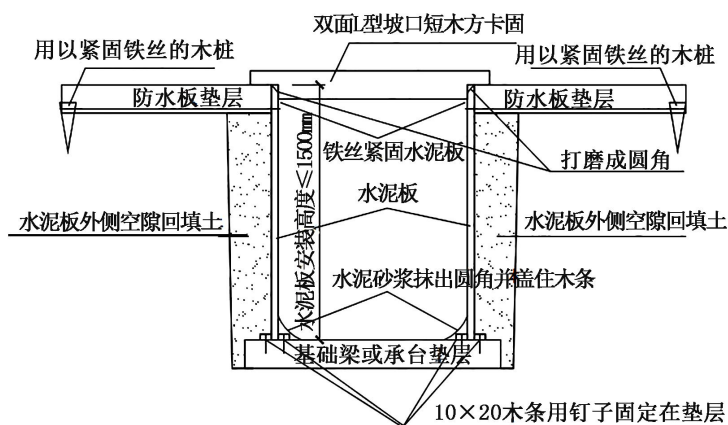 双面L型坡口短木方卡固
用以紧固铁丝的木桩
用以紧固铁丝的木桩
防水板垫层
防水板垫层
铁丝紧固水泥板
打磨成圆角
水泥板安装高度≤1500mm
水泥板
水泥板外侧空隙回填土
水泥板外侧空隙回填土
水泥砂浆抹出圆角并盖住木条
基础梁或承台垫层
10×20木条用钉子固定在垫层